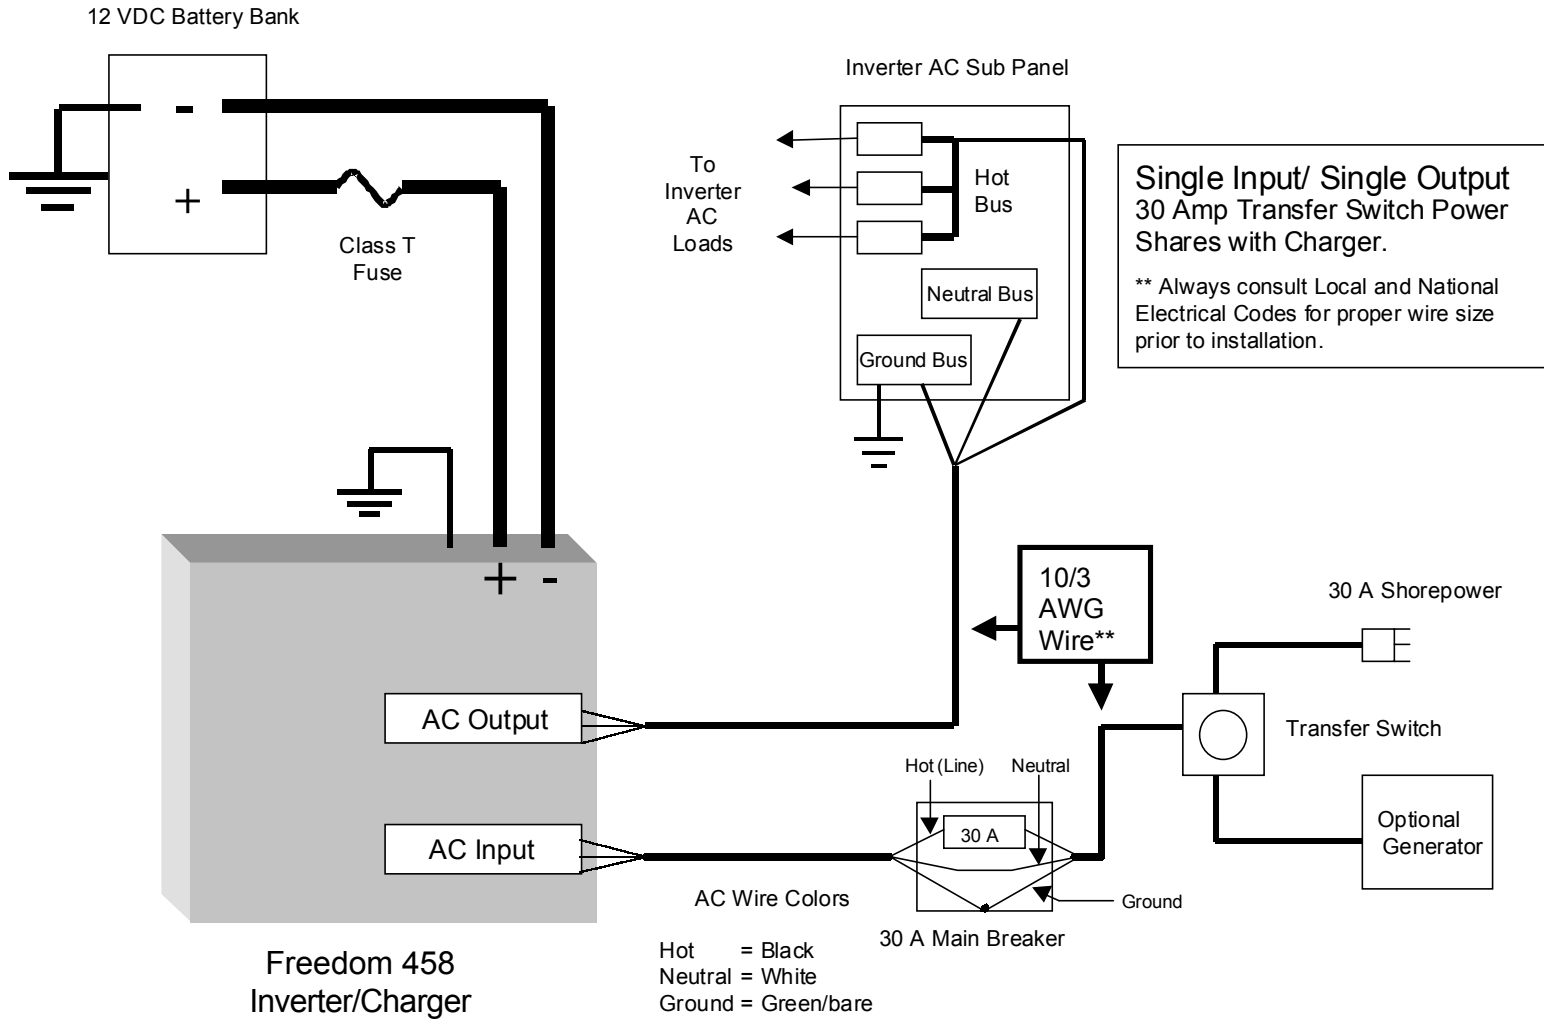 12 VDC Battery Bank
-
+
Class T
Fuse
Inverter AC Sub Panel
To
Inverter
AC
Loads
Hot
Bus
Neutral Bus
Ground Bus
Single Input/ Single Output
30 Amp Transfer Switch Power
Shares with Charger.
** Always consult Local and National
Electrical Codes for proper wire size
prior to installation.
+ -
10/3
AWG
Wire**
30 A Shorepower
AC Output
Transfer Switch
Hot (Line) Neutral
30 A
Optional
Generator
AC Input
Ground
30 A Main Breaker
AC Wire Colors
Hot = Black
Neutral = White
Ground = Green/bare
Freedom 458
Inverter/Charger